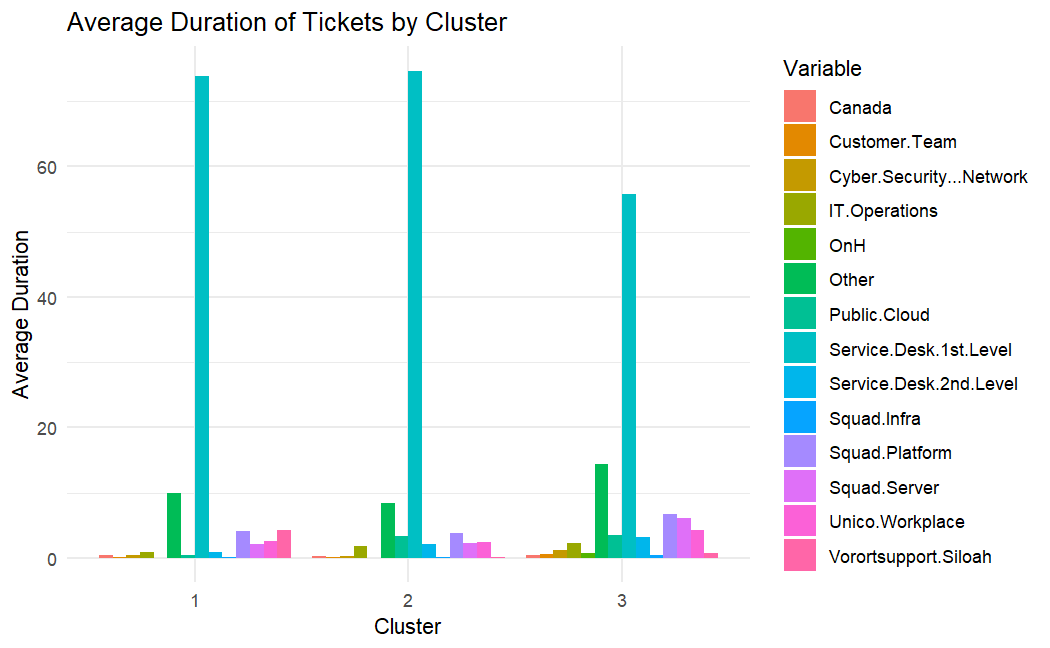 Average Duration of Tickets by Cluster
Average Duration
60
40
20
0
1
2
3
Cluster
Variable
Canada
Customer.Team
Cyber.Security...Network
IT.Operations
OnH
Other
Public.Cloud
Service.Desk.1st.Level
Service.Desk.2nd.Level
Squad.Infra
Squad.Platform
Squad.Server
Unico.Workplace
Vorortsupport.Siloah